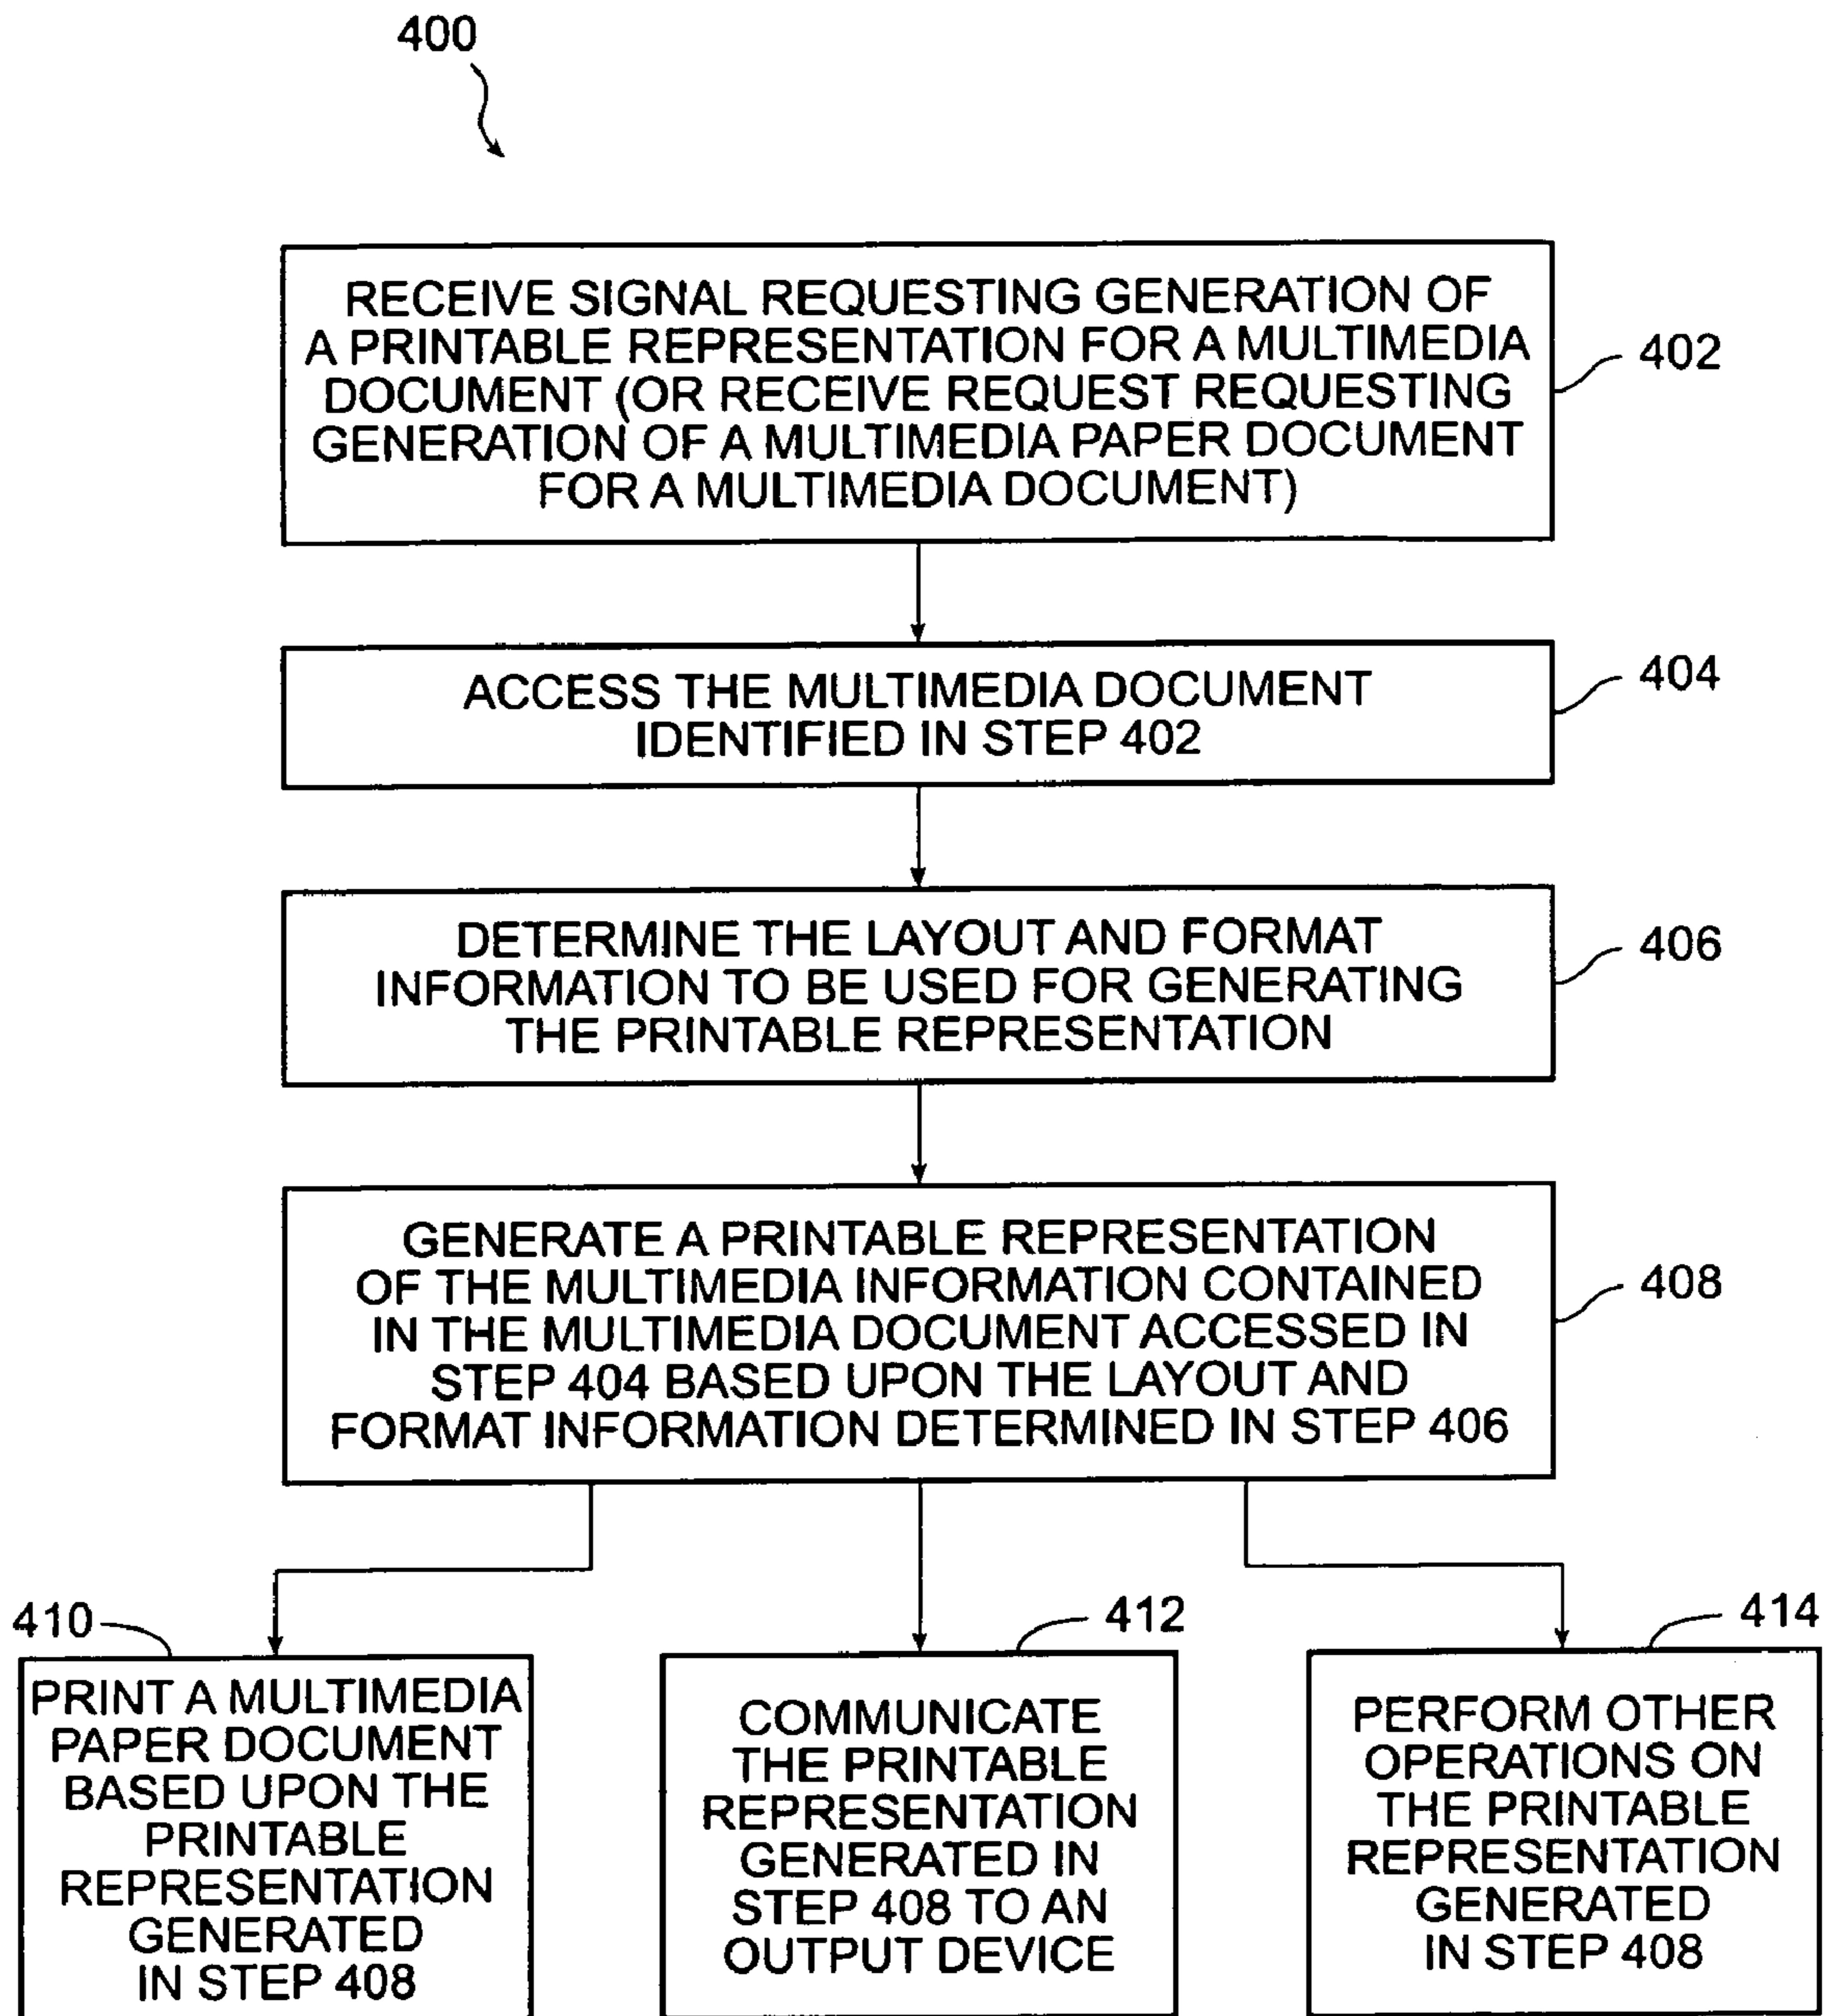 400
RECEIVE SIGNAL REQUESTING GENERATION OF
A PRINTABLE REPRESENTATION FOR A MULTIMEDIA
DOCUMENT (OR RECEIVE REQUEST REQUESTING
GENERATION OF A MULTIMEDIA PAPER DOCUMENT
FOR A MULTIMEDIA DOCUMENT)
402
ACCESS THE MULTIMEDIA DOCUMENT
IDENTIFIED IN STEP 402
404
DETERMINE THE LAYOUT AND FORMAT
INFORMATION TO BE USED FOR GENERATING
THE PRINTABLE REPRESENTATION
406
GENERATE A PRINTABLE REPRESENTATION
OF THE MULTIMEDIA INFORMATION CONTAINED
IN THE MULTIMEDIA DOCUMENT ACCESSED IN
STEP 404 BASED UPON THE LAYOUT AND
FORMAT INFORMATION DETERMINED IN STEP 406
408
410
PRINT A MULTIMEDIA
PAPER DOCUMENT
BASED UPON THE
PRINTABLE
REPRESENTATION
GENERATED
IN STEP 408
412
COMMUNICATE
THE PRINTABLE
REPRESENTATION
GENERATED IN
STEP 408 TO AN
OUTPUT DEVICE
414
PERFORM OTHER
OPERATIONS ON
THE PRINTABLE
REPRESENTATION
GENERATED
IN STEP 408